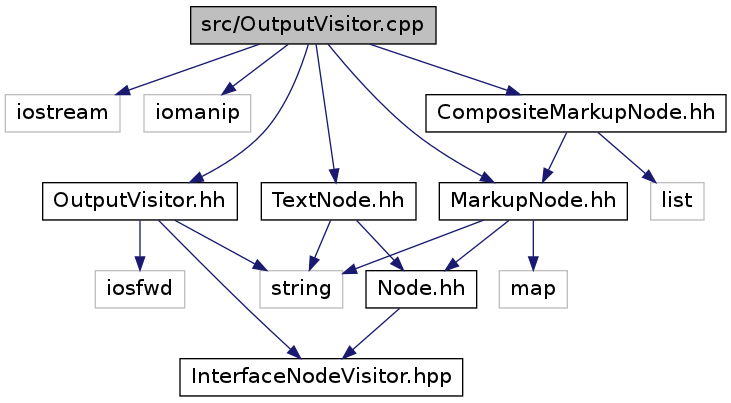 src/OutputVisitor.cpp
iostream
iomanip
CompositeMarkupNode.hh
OutputVisitor.hh
TextNode.hh
MarkupNode.hh
list
iosfwd
string
Node.hh
map
InterfaceNodeVisitor.hpp